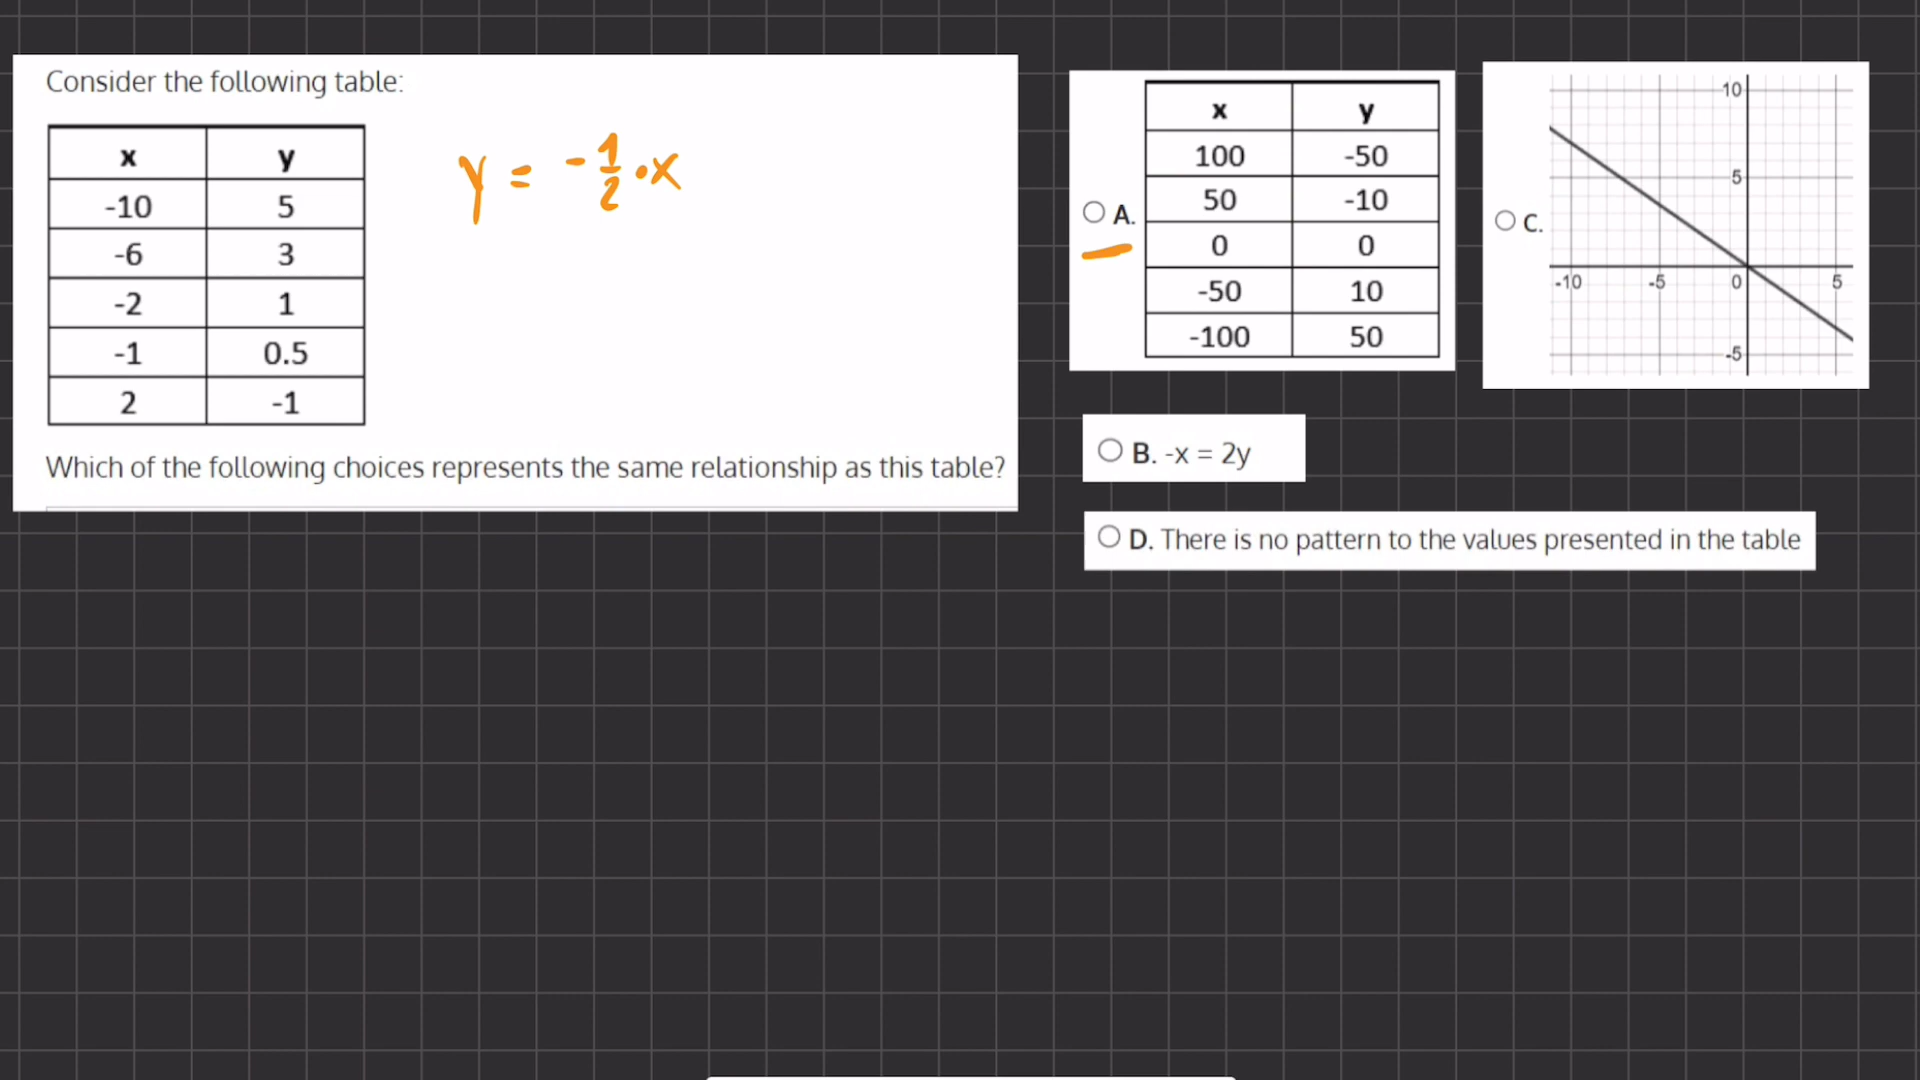 Consider the following table:
x y
-10 5
-6 3
-2 1
-1 0.5
2 -1
y = -1/2 • x
Which of the following choices represents the same relationship as this table?
A.
x y
100 -50
50 -10
0 0
-50 10
-100 50
C.
10
5
-10 -5 0 5
-5
B. -x = 2y
D. There is no pattern to the values presented in the table